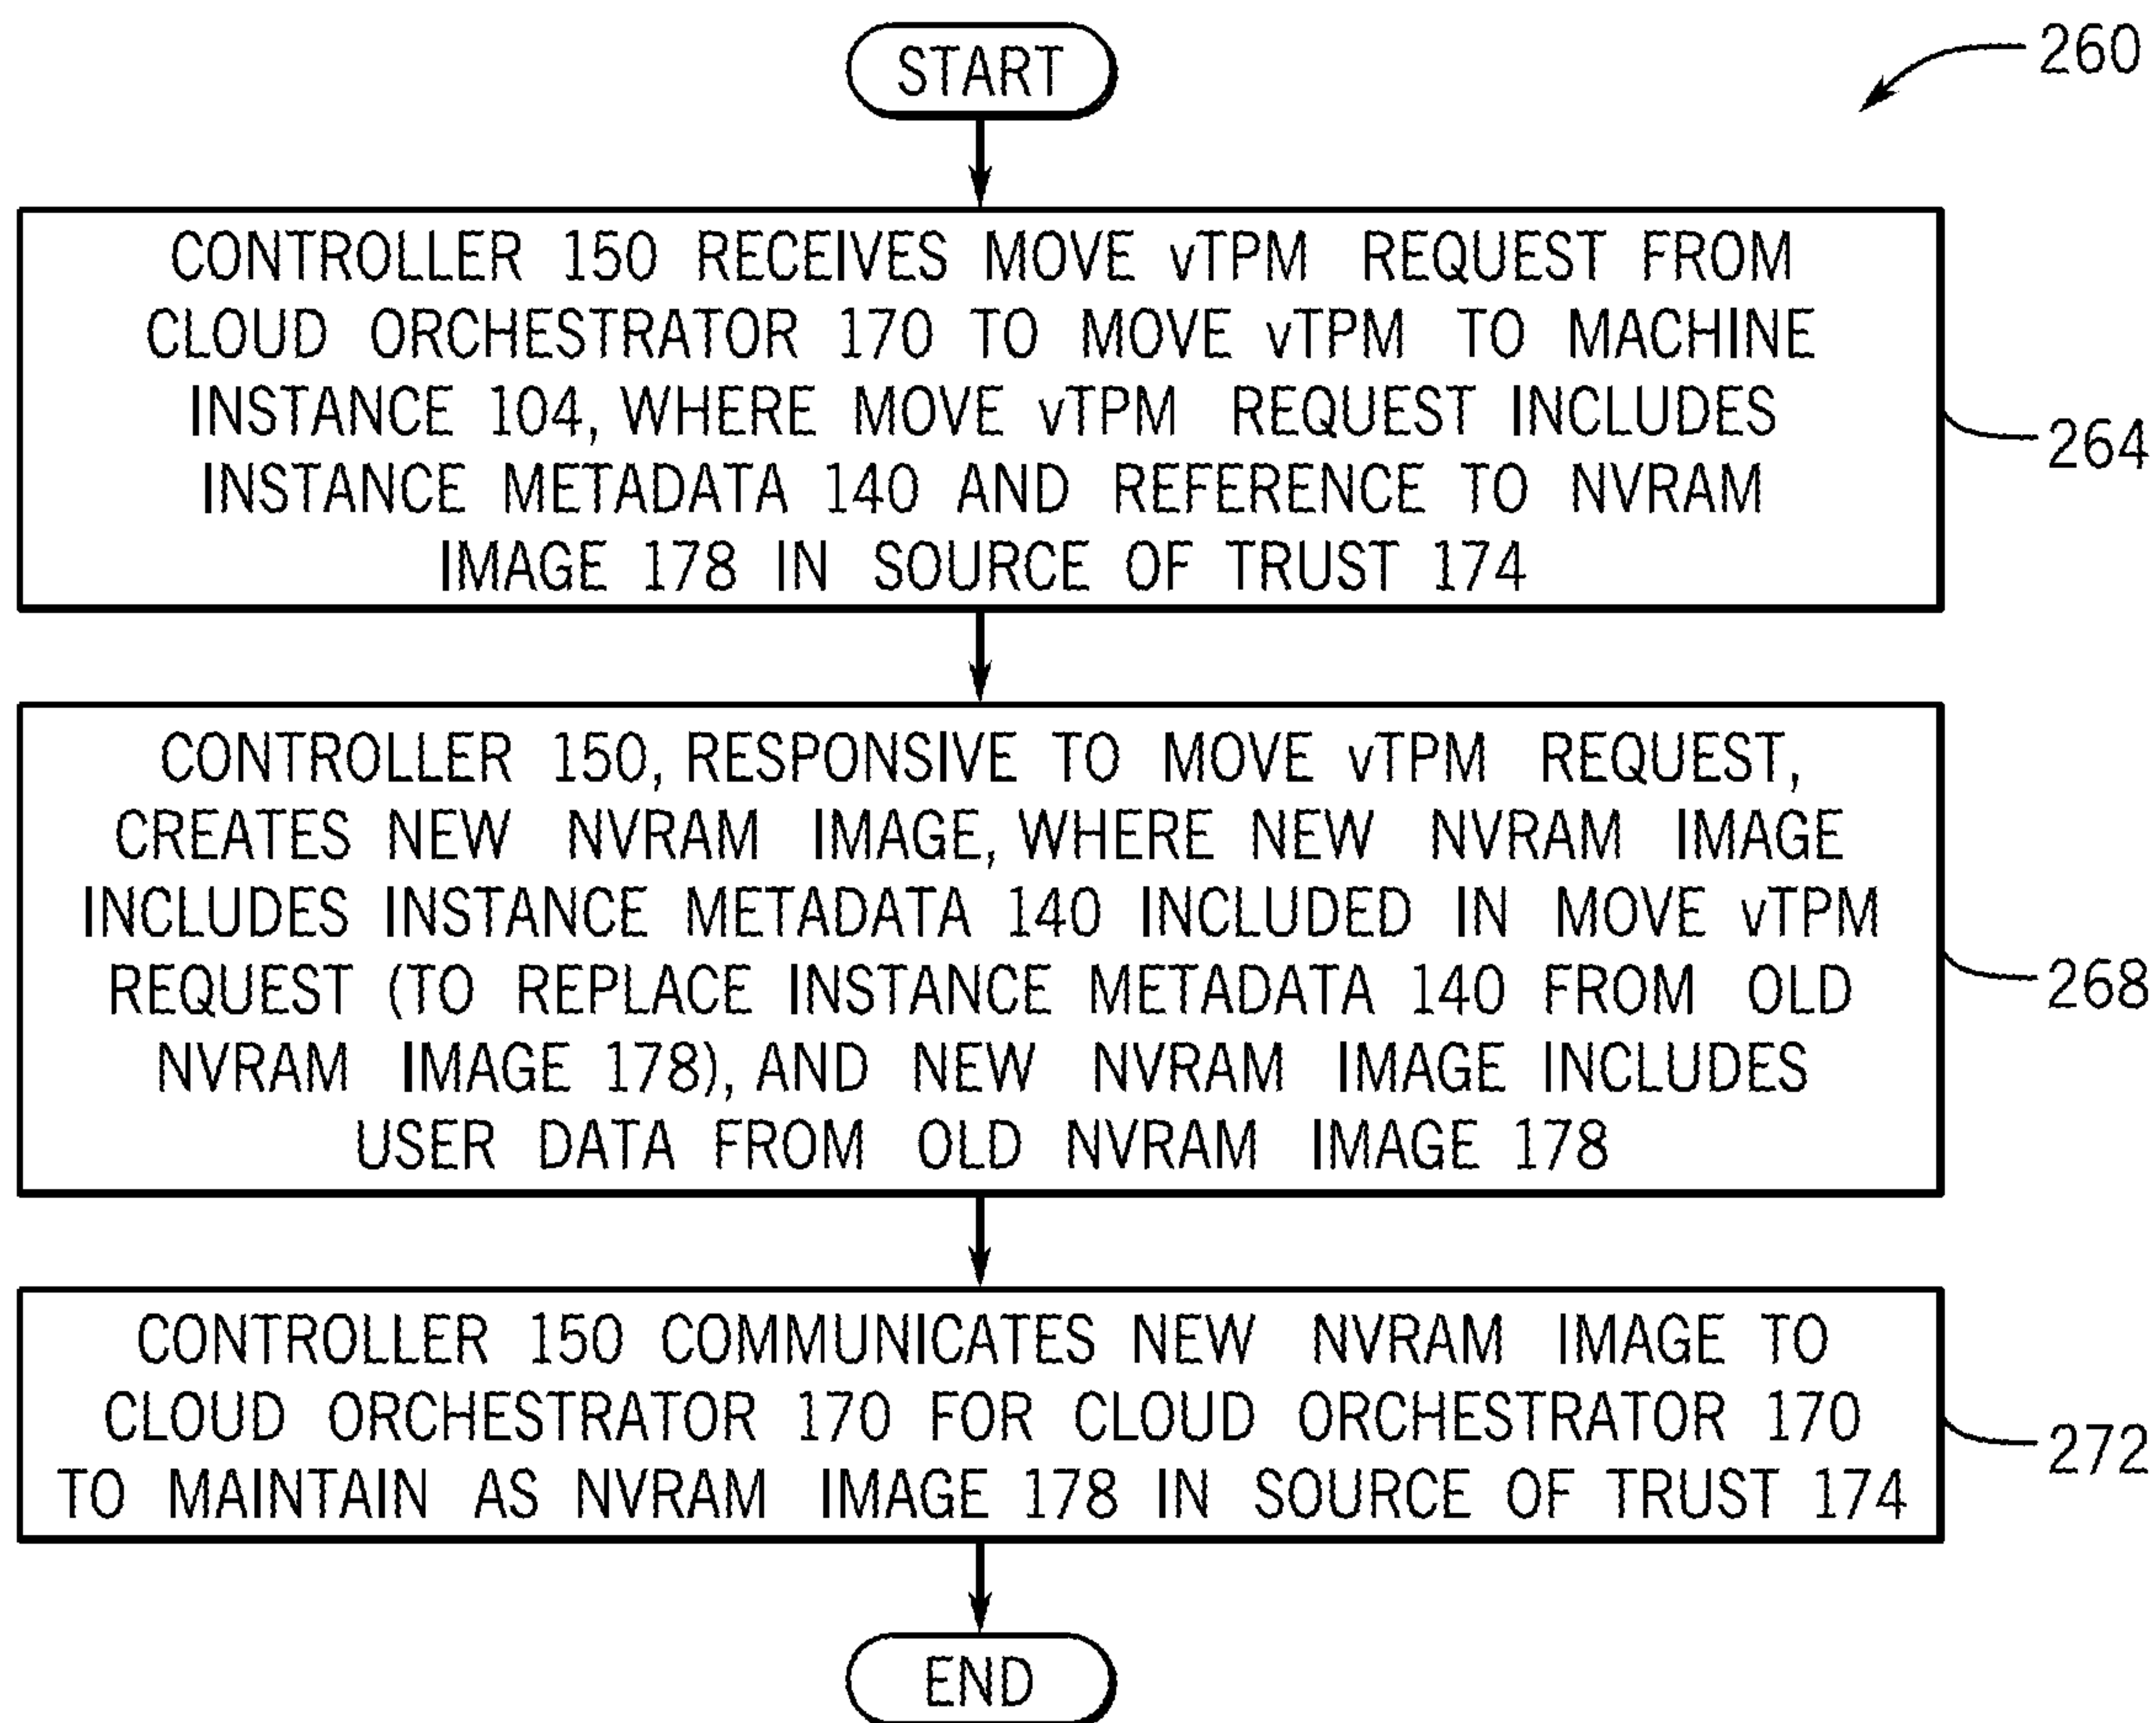 START
260
CONTROLLER 150 RECEIVES MOVE vTPM REQUEST FROM
CLOUD ORCHESTRATOR 170 TO MOVE vTPM TO MACHINE
INSTANCE 104, WHERE MOVE vTPM REQUEST INCLUDES
INSTANCE METADATA 140 AND REFERENCE TO NVRAM
IMAGE 178 IN SOURCE OF TRUST 174
264
CONTROLLER 150, RESPONSIVE TO MOVE vTPM REQUEST,
CREATES NEW NVRAM IMAGE, WHERE NEW NVRAM IMAGE
INCLUDES INSTANCE METADATA 140 INCLUDED IN MOVE vTPM
REQUEST (TO REPLACE INSTANCE METADATA 140 FROM OLD
NVRAM IMAGE 178), AND NEW NVRAM IMAGE INCLUDES
USER DATA FROM OLD NVRAM IMAGE 178
268
CONTROLLER 150 COMMUNICATES NEW NVRAM IMAGE TO
CLOUD ORCHESTRATOR 170 FOR CLOUD ORCHESTRATOR 170
TO MAINTAIN AS NVRAM IMAGE 178 IN SOURCE OF TRUST 174
272
END